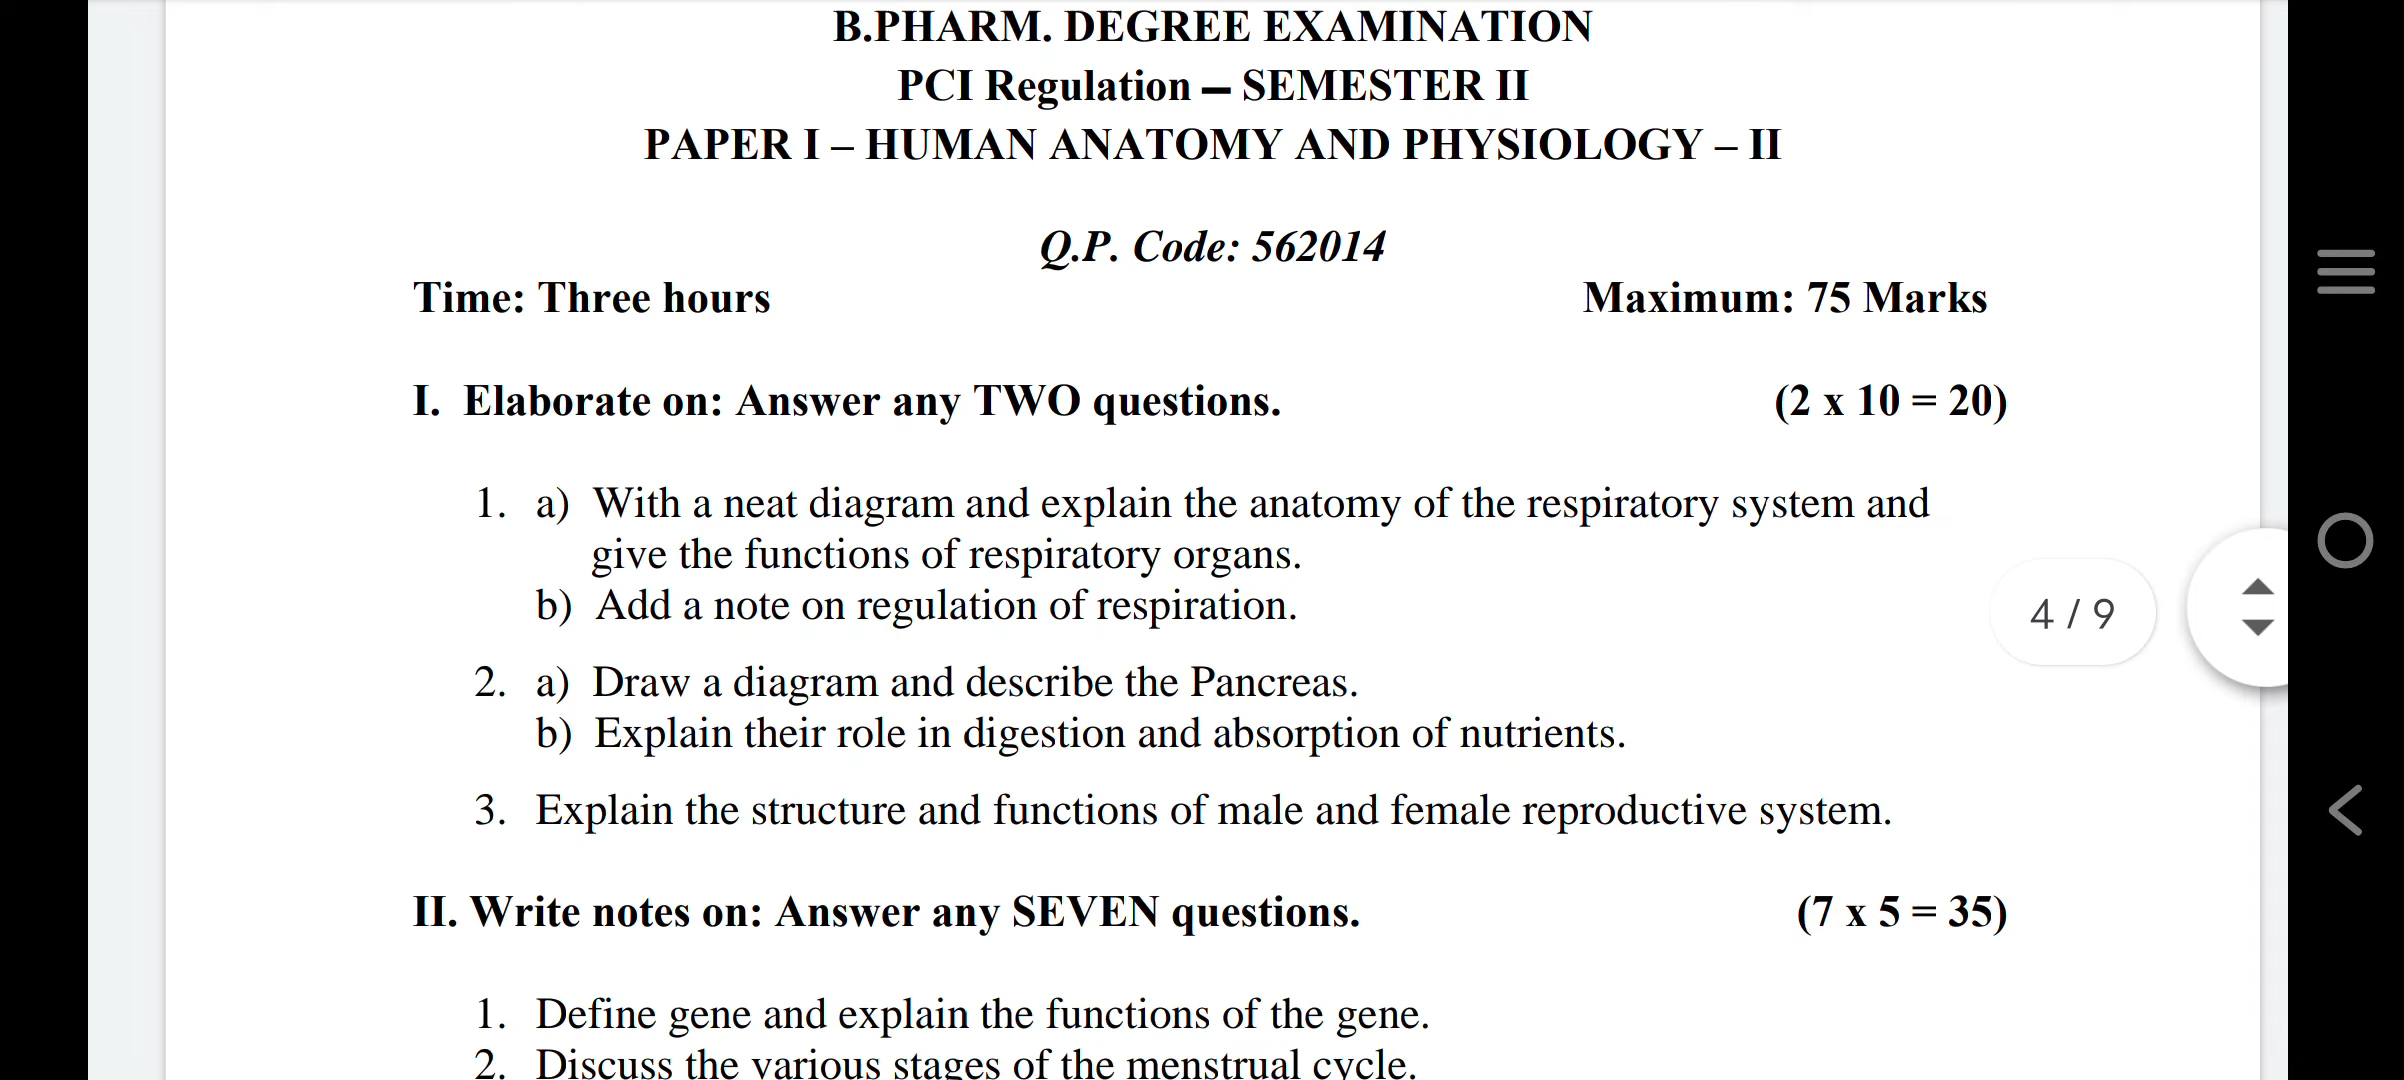 B.PHARM. DEGREE EXAMINATION
PCI Regulation – SEMESTER II
PAPER I – HUMAN ANATOMY AND PHYSIOLOGY – II
Q.P. Code: 562014
Time: Three hours Maximum: 75 Marks
I. Elaborate on: Answer any TWO questions. (2 x 10 = 20)
1. a) With a neat diagram and explain the anatomy of the respiratory system and
give the functions of respiratory organs.
b) Add a note on regulation of respiration.
4 / 9
2. a) Draw a diagram and describe the Pancreas.
b) Explain their role in digestion and absorption of nutrients.
3. Explain the structure and functions of male and female reproductive system.
II. Write notes on: Answer any SEVEN questions. (7 x 5 = 35)
1. Define gene and explain the functions of the gene.
2. Discuss the various stages of the menstrual cycle.